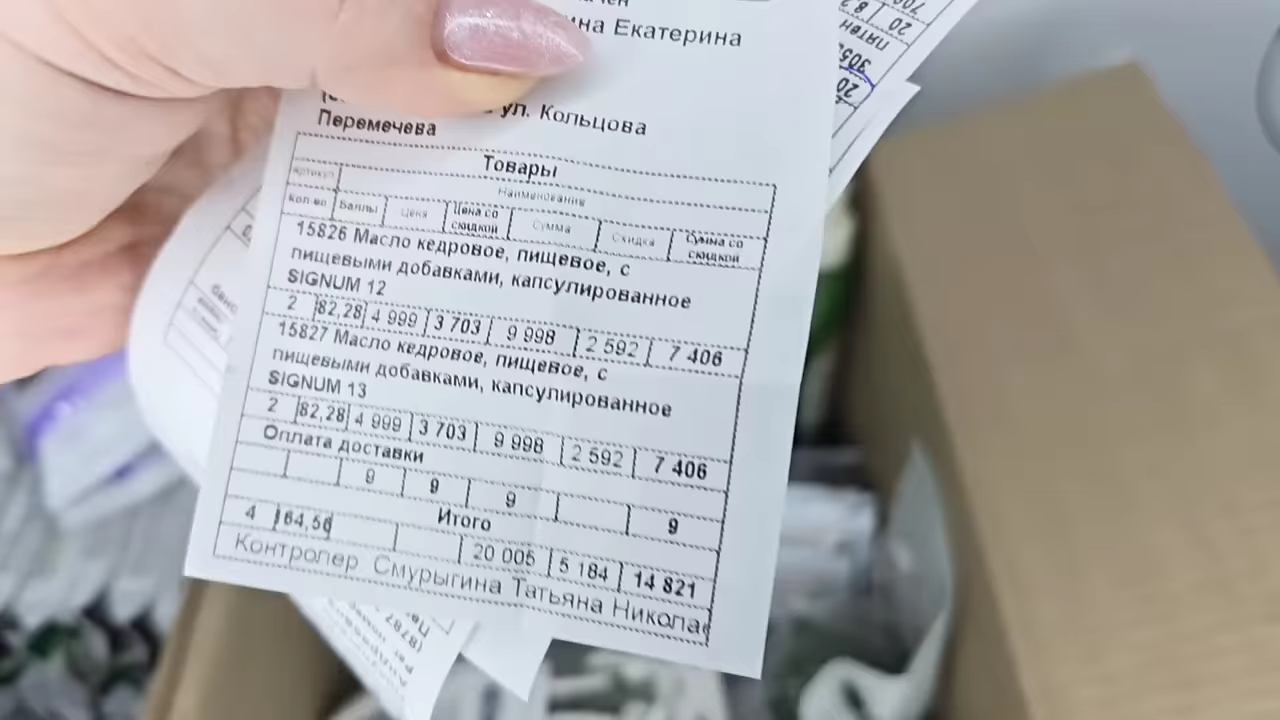 Екатерина
ул. Кольцова
Перемечева
Товары
артикул Наименование
кол-во Баллы Цена Цена со скидкой Сумма Скидка Сумма со скидкой
15826 Масло кедровое, пищевое, с
пищевыми добавками, капсулированное
SIGNUM 12
2 82,28 4 999 3 703 9 998 2 592 7 406
15827 Масло кедровое, пищевое, с
пищевыми добавками, капсулированное
SIGNUM 13
2 82,28 4 999 3 703 9 998 2 592 7 406
Оплата доставки
9 9 9 9
Итого
4 164,56 20 005 5 184 14 821
Контролер Смурыгина Татьяна Николае